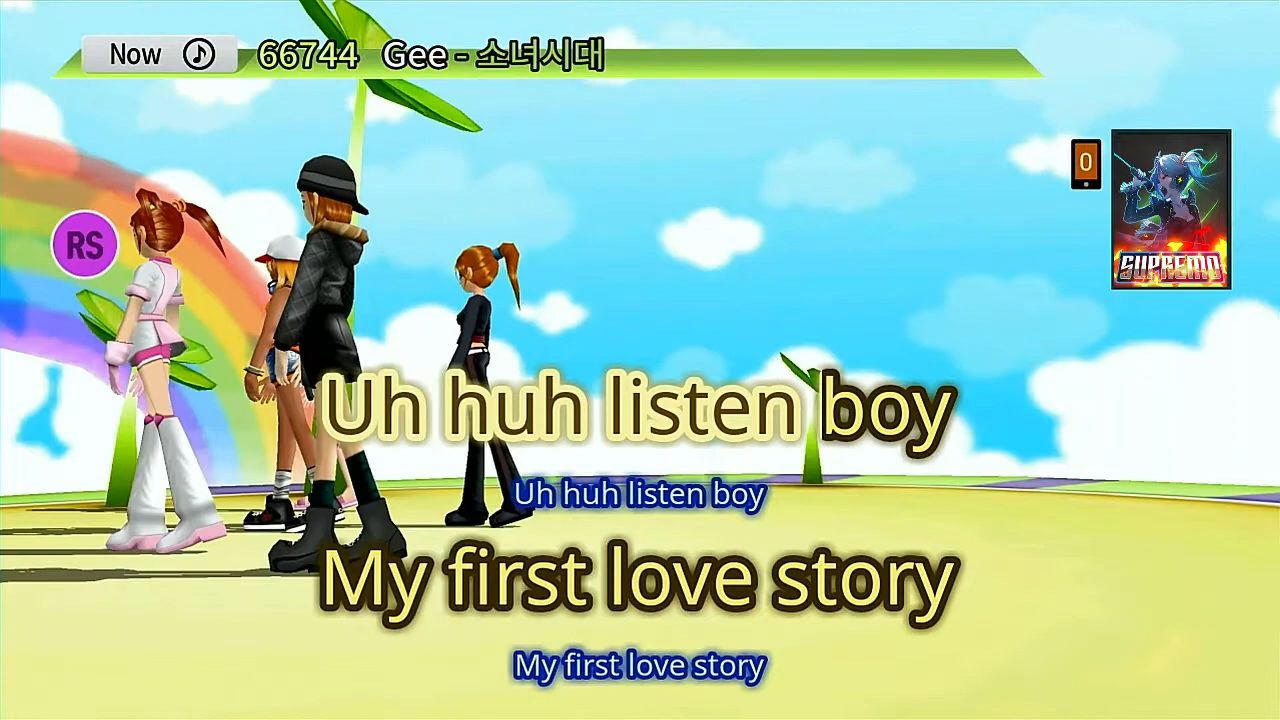 Now 66744 Gee - 소녀시대
0
RS
SUPREMO
Uh huh listen boy
Uh huh listen boy
My first love story
My first love story